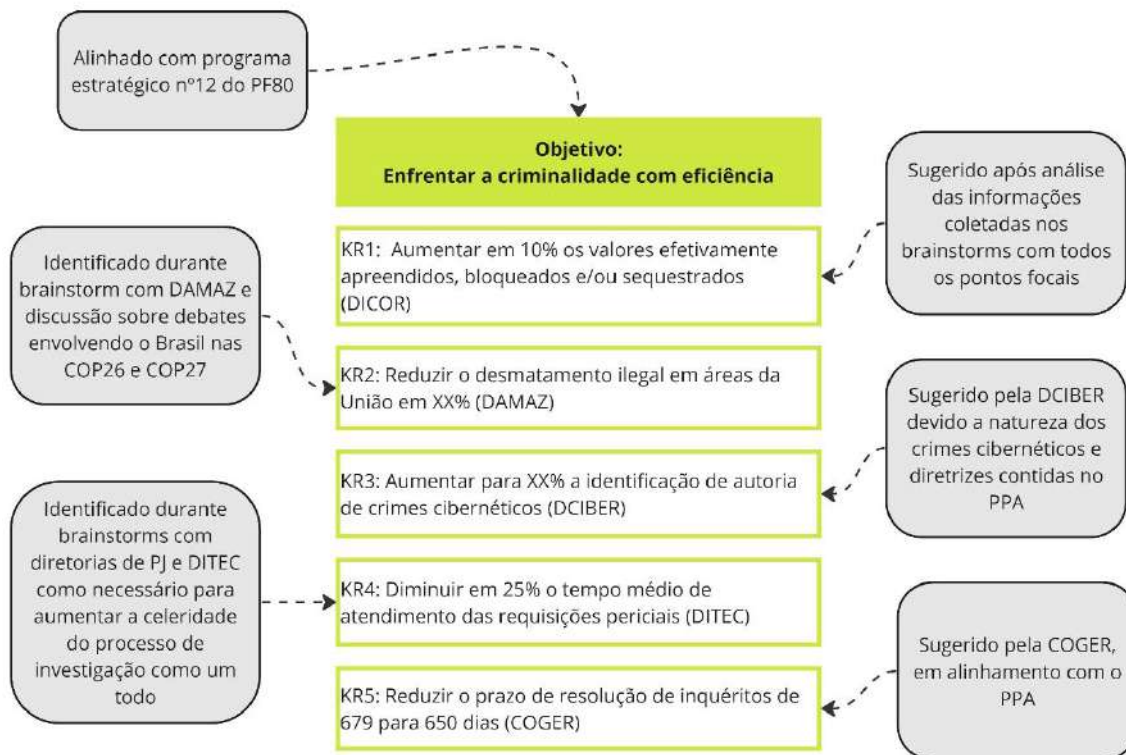 Alinhado com programa
estratégico nº12 do PF80
Objetivo:
Enfrentar a criminalidade com eficiência
Sugerido após análise
das informações
coletadas nos
brainstorms com todos
os pontos focais
KR1:  Aumentar em 10% os valores efetivamente
apreendidos, bloqueados e/ou sequestrados
(DICOR)
Identificado durante
brainstorm com DAMAZ e
discussão sobre debates
envolvendo o Brasil nas
COP26 e COP27
KR2: Reduzir o desmatamento ilegal em áreas da
União em XX% (DAMAZ)
Sugerido pela DCIBER
devido a natureza dos
crimes cibernéticos e
diretrizes contidas no
PPA
KR3: Aumentar para XX% a identificação de autoria
de crimes cibernéticos (DCIBER)
Identificado durante
brainstorms com
diretorias de PJ e DITEC
como necessário para
aumentar a celeridade
do processo de
investigação como um
todo
KR4: Diminuir em 25% o tempo médio de
atendimento das requisições periciais (DITEC)
Sugerido pela COGER,
em alinhamento com o
PPA
KR5: Reduzir o prazo de resolução de inquéritos de
679 para 650 dias (COGER)